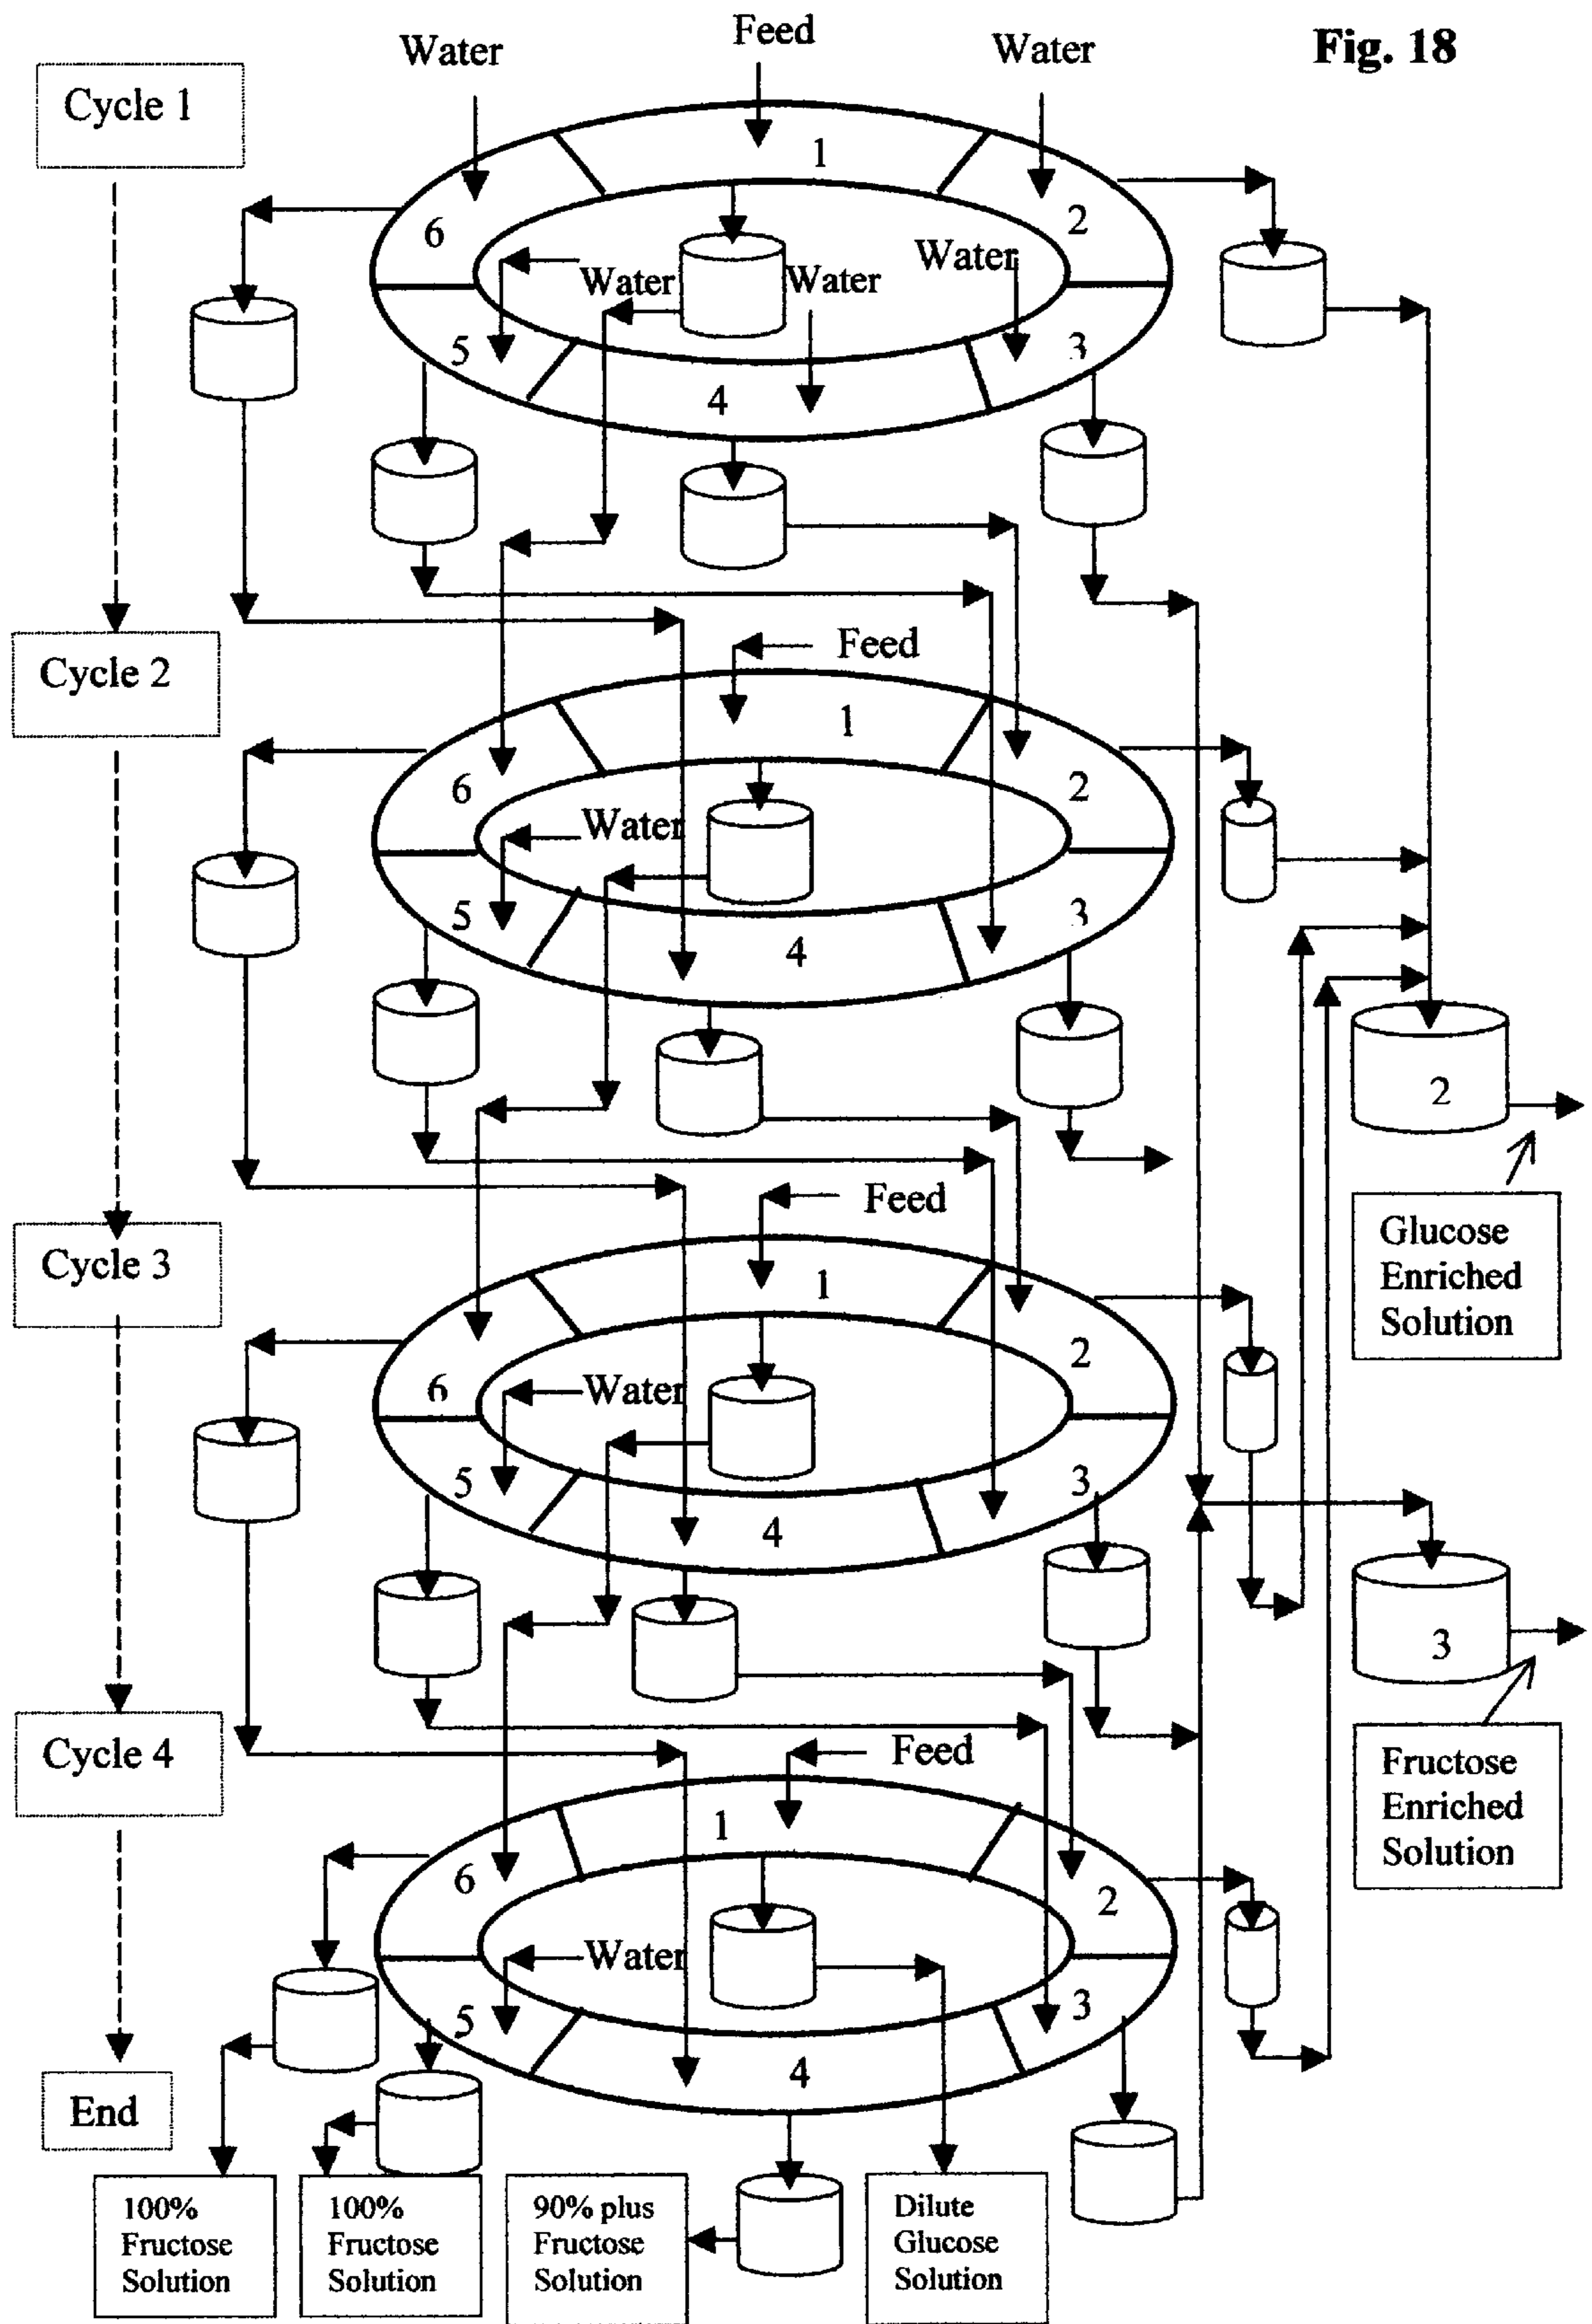 Fig. 18
Water
Feed
Water
Cycle 1
1
2
6
Water
Water
Water
5
3
4
Cycle 2
Feed
1
2
6
Water
5
3
4
2
Glucose
Enriched
Solution
Cycle 3
Feed
1
2
6
Water
5
3
4
3
Fructose
Enriched
Solution
Cycle 4
Feed
1
2
6
Water
5
3
4
End
100%
Fructose
Solution
100%
Fructose
Solution
90% plus
Fructose
Solution
Dilute
Glucose
Solution